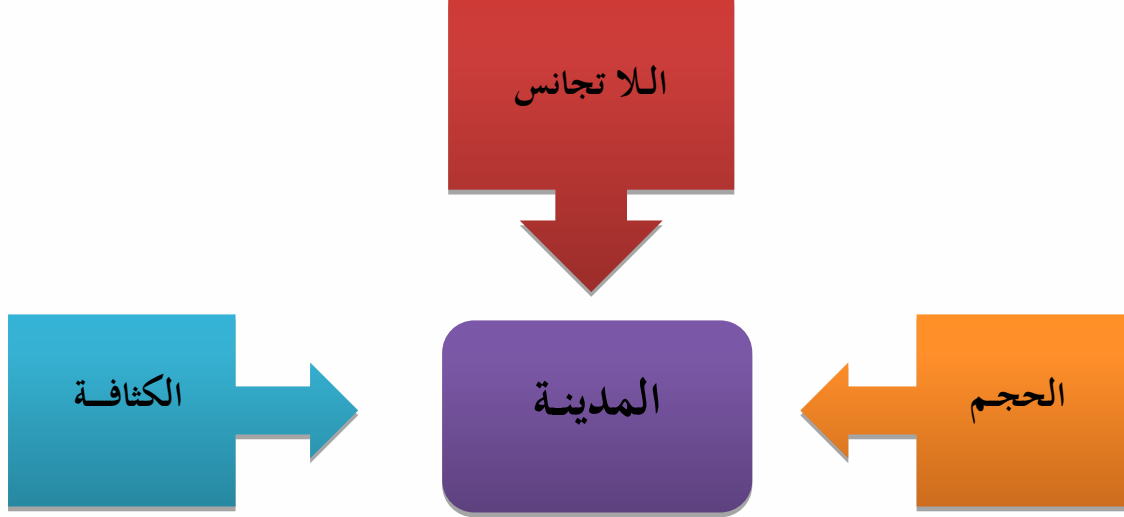 اللا تجانس
الحجم
المدينة
الكثافة